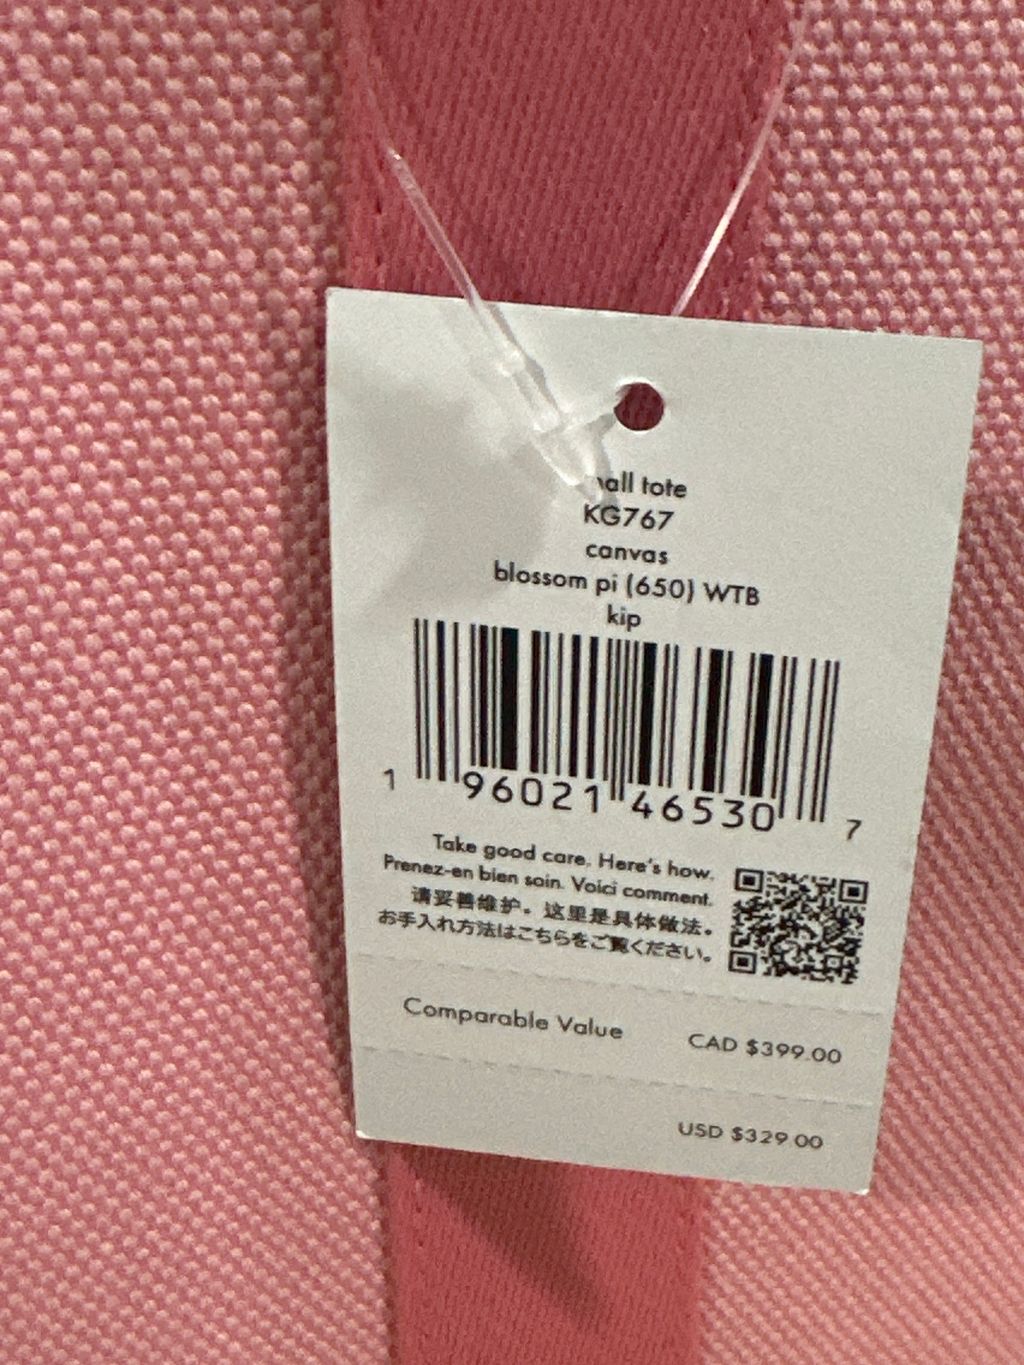 tote
KG767
canvas
blossom pi (650) WTB
kip
1 96021 46530 7
Take good care. Here's how.
Prenez-en bien soin. Voici comment.
请妥善维护。这里是具体做法。
お手入れ方法はこちらをご覧ください。
Comparable Value CAD $399.00
USD $329.00